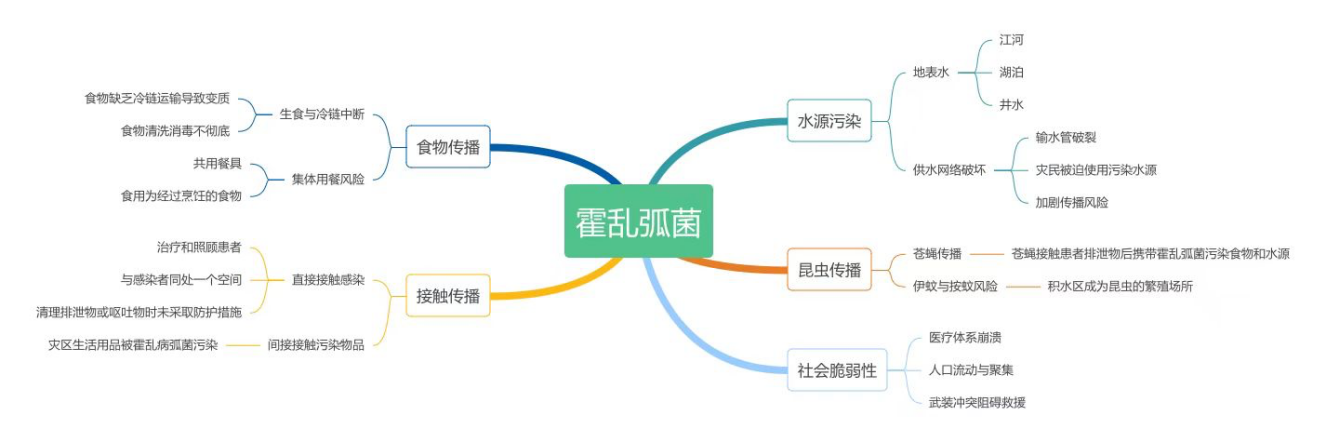 霍乱弧菌
水源污染
地表水
江河
湖泊
井水
供水网络破坏
输水管破裂
灾民被迫使用污染水源
加剧传播风险
昆虫传播
苍蝇传播
苍蝇接触患者排泄物后携带霍乱弧菌污染食物和水源
伊蚊与按蚊风险
积水区成为昆虫的繁殖场所
社会脆弱性
医疗体系崩溃
人口流动与聚集
武装冲突阻碍救援
食物传播
生食与冷链中断
食物缺乏冷链运输导致变质
食物清洗消毒不彻底
集体用餐风险
共用餐具
食用为经过烹饪的食物
接触传播
直接接触感染
治疗和照顾患者
与感染者同处一个空间
清理排泄物或呕吐物时未采取防护措施
间接接触污染物品
灾区生活用品被霍乱病弧菌污染